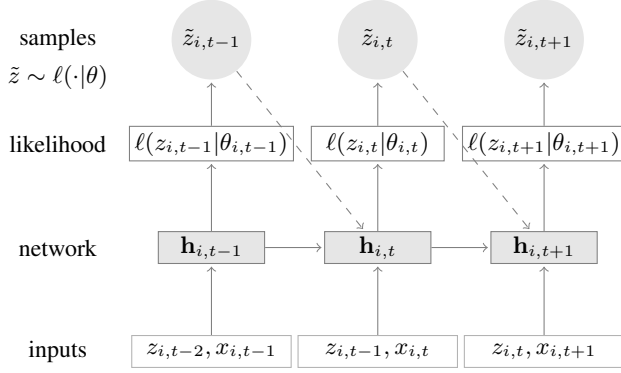 samples
z̃ ∼ ℓ(·|θ)
z̃_{i,t−1} z̃_{i,t} z̃_{i,t+1}
likelihood ℓ(z_{i,t−1}|θ_{i,t−1}) ℓ(z_{i,t}|θ_{i,t}) ℓ(z_{i,t+1}|θ_{i,t+1})
network h_{i,t−1} h_{i,t} h_{i,t+1}
inputs z_{i,t−2}, x_{i,t−1} z_{i,t−1}, x_{i,t} z_{i,t}, x_{i,t+1}